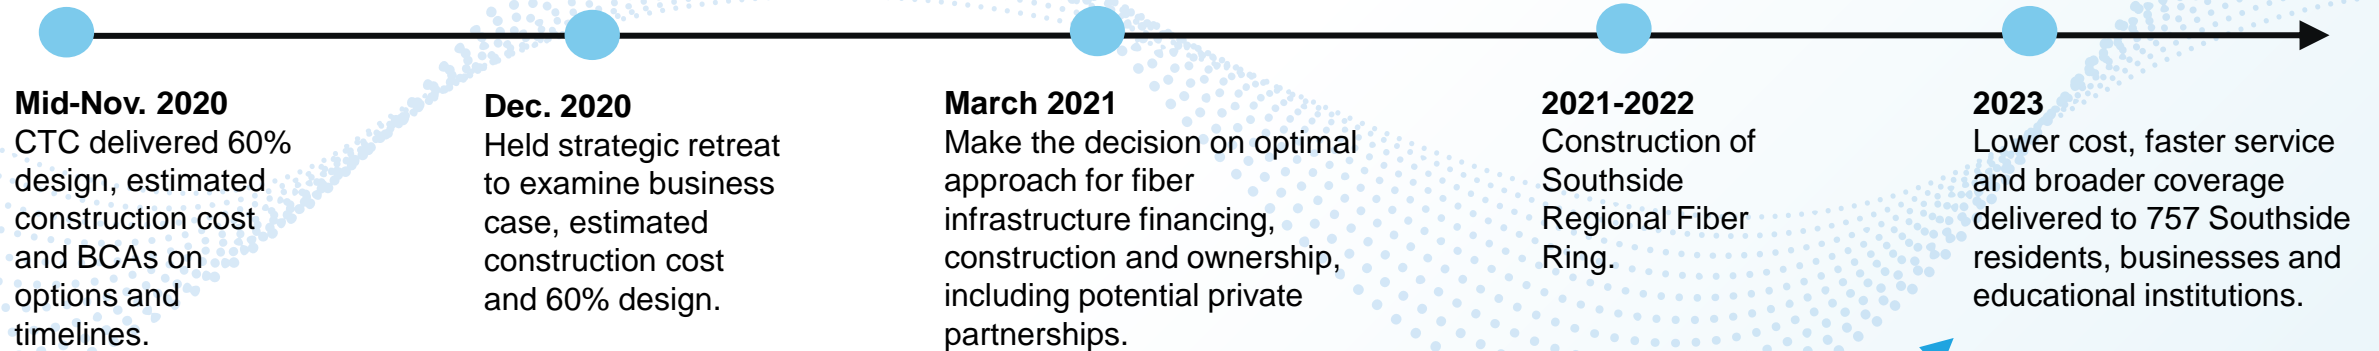 Mid-Nov. 2020
CTC delivered 60%
design, estimated
construction cost
and BCAs on
options and
timelines.
Dec. 2020
Held strategic retreat
to examine business
case, estimated
construction cost
and 60% design.
March 2021
Make the decision on optimal
approach for fiber
infrastructure financing,
construction and ownership,
including potential private
partnerships.
2021-2022
Construction of
Southside
Regional Fiber
Ring.
2023
Lower cost, faster service
and broader coverage
delivered to 757 Southside
residents, businesses and
educational institutions.